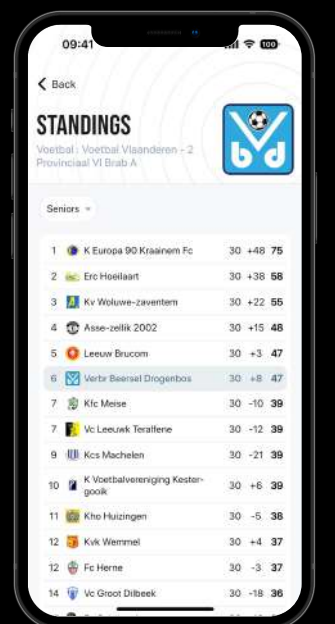 09:41
100
Back
STANDINGS
Voetbal : Voetbal Vlaanderen - 2
Provinciaal Vl Brab A
Vbd
Seniors
1 K Europa 90 Kraainem Fc 30 +48 75
2 Erc Hoeilaart 30 +38 58
3 Kv Woluwe-zaventem 30 +22 55
4 Asse-zellik 2002 30 +15 48
5 Leeuw Brucom 30 +3 47
6 Verbr Beersel Drogenbos 30 +8 47
7 Kfc Meise 30 -10 39
7 Vc Leeuwk Teralfene 30 -12 39
9 Kcs Machelen 30 -21 39
10 K Voetbalvereniging Kester-
gooik 30 +6 39
11 Kho Huizingen 30 -5 38
12 Kvk Wemmel 30 +4 37
12 Fc Herne 30 -3 37
14 Vc Groot Dilbeek 30 -18 36